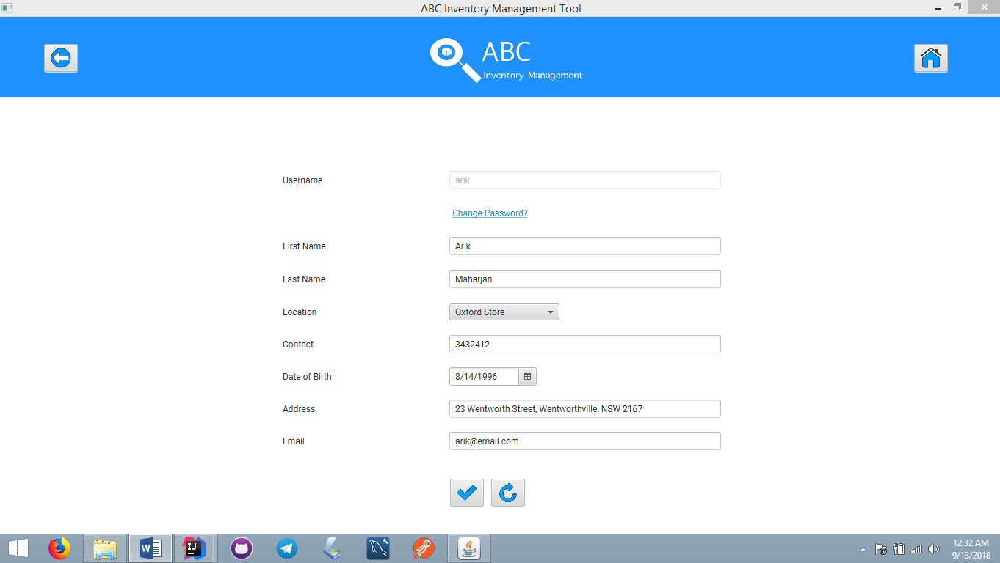 ABC Inventory Management Tool
ABC
Inventory Management
Username arik
Change Password?
First Name Arik
Last Name Maharjan
Location Oxford Store
Contact 3432412
Date of Birth 8/14/1996
Address 23 Wentworth Street, Wentworthville, NSW 2167
Email arik@email.com
W IJ 12:32 AM
9/13/2018